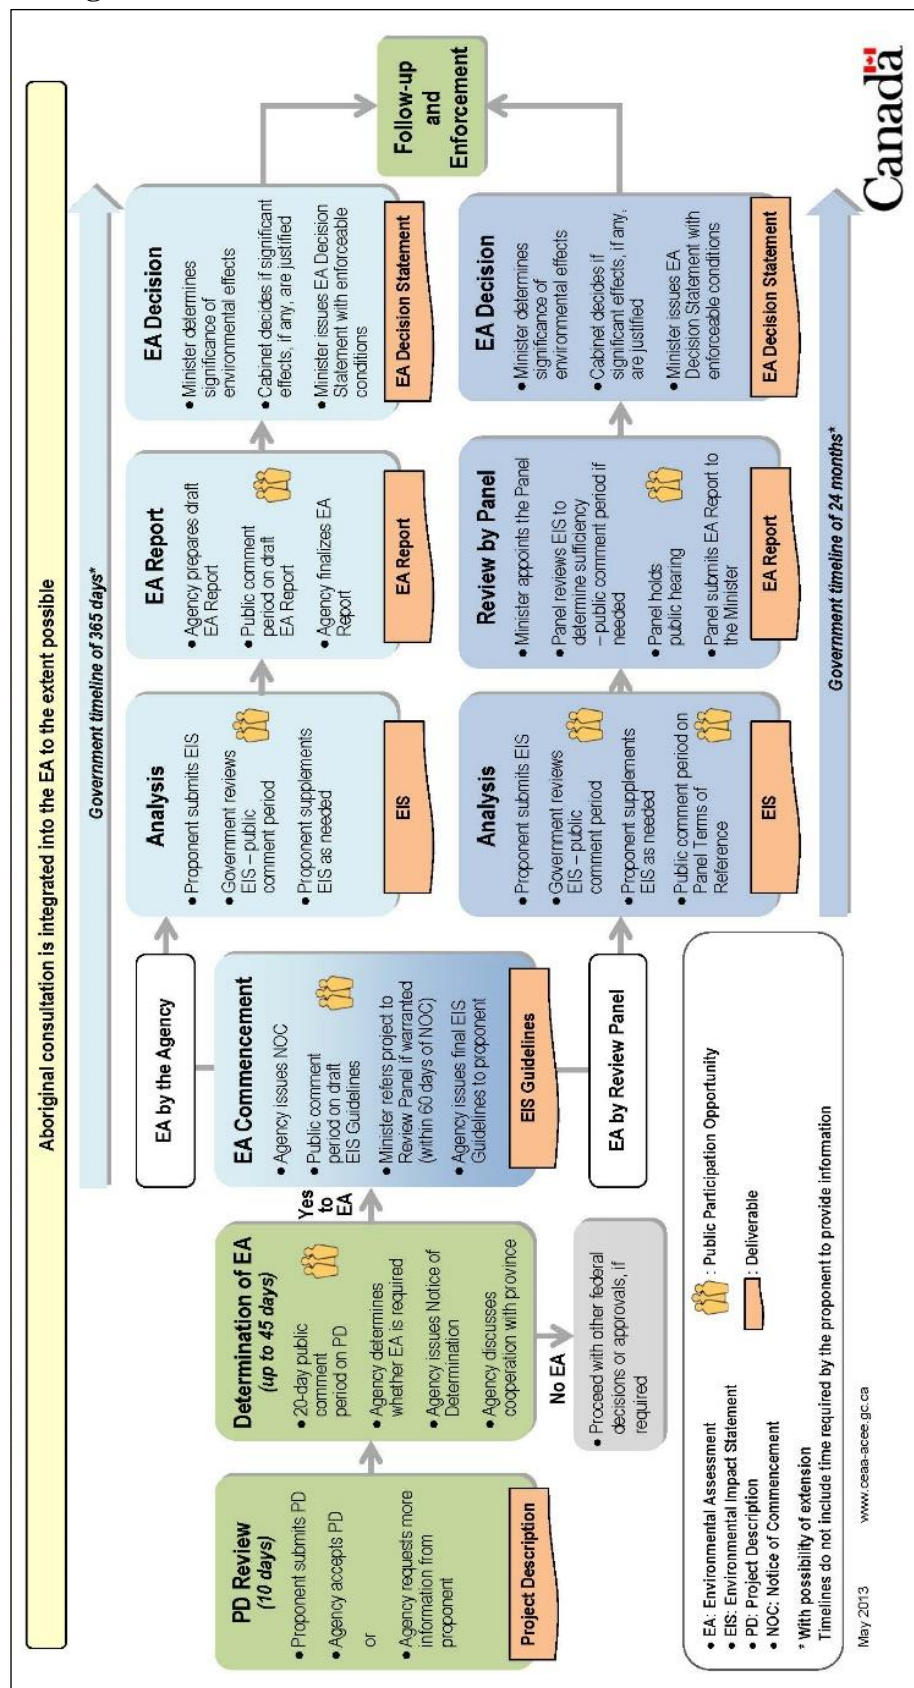 Aboriginal consultation is integrated into the EA to the extent possible
Government timeline of 365 days*
PD Review
(10 days)
• Proponent submits PD
• Agency accepts PD
or
• Agency requests more
information from
proponent
Project Description
Determination of EA
(up to 45 days)
• 20-day public
comment
period on PD
• Agency determines
whether EA is required
• Agency issues Notice of
Determination
• Agency discusses
cooperation with province
No EA
• Proceed with other federal
decisions or approvals, if
required
Yes
to
EA
EA by the Agency
EA Commencement
• Agency issues NOC
• Public comment
period on draft
EIS Guidelines
• Minister refers project to
Review Panel if warranted
(within 60 days of NOC)
• Agency issues final EIS
Guidelines to proponent
EIS Guidelines
EA by Review Panel
Analysis
• Proponent submits EIS
• Government reviews
EIS – public
comment period
• Proponent supplements
EIS as needed
EIS
EA Report
• Agency prepares draft
EA Report
• Public comment
period on draft
EA Report
• Agency finalizes EA
Report
EA Report
EA Decision
• Minister determines
significance of
environmental effects
• Cabinet decides if significant
effects, if any, are justified
• Minister issues EA Decision
Statement with enforceable
conditions
EA Decision Statement
Analysis
• Proponent submits EIS
• Government reviews
EIS – public
comment period
• Proponent supplements
EIS as needed
• Public comment period on
Panel Terms of
Reference
EIS
Review by Panel
• Minister appoints the Panel
• Panel reviews EIS to
determine sufficiency
– public comment period if
needed
• Panel holds
public hearing
• Panel submits EA Report to
the Minister
EA Report
EA Decision
• Minister determines
significance of
environmental effects
• Cabinet decides if
significant effects, if any,
are justified
• Minister issues EA
Decision Statement with
enforceable conditions
EA Decision Statement
Follow-up
and
Enforcement
Government timeline of 24 months*
• EA: Environmental Assessment
• EIS: Environmental Impact Statement
• PD: Project Description
• NOC: Notice of Commencement
: Public Participation Opportunity
: Deliverable
* With possibility of extension
Timelines do not include time required by the proponent to provide information
May 2013
www.ceaa-acee.gc.ca
Canada